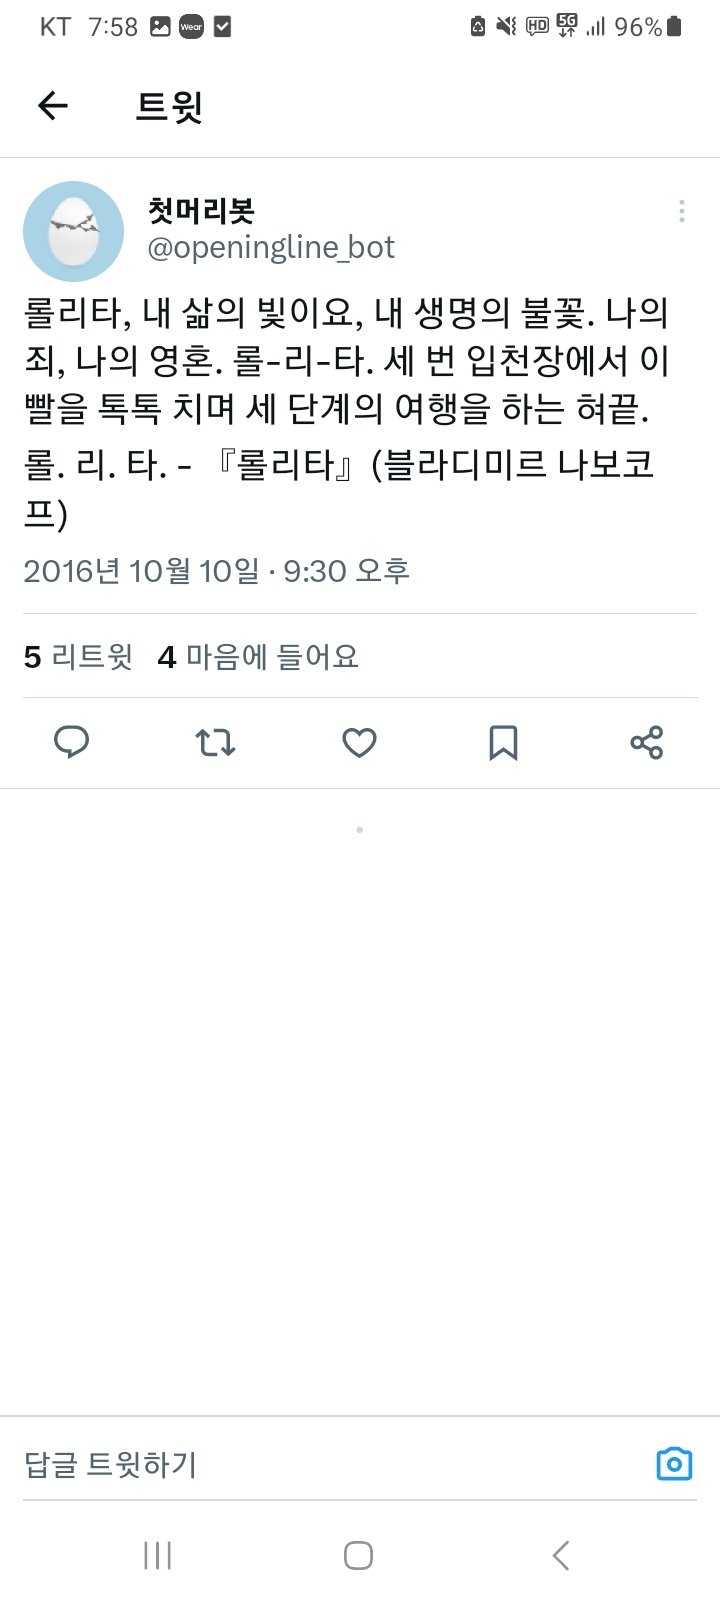 KT 7:58 Wear HD 5G 96%
트윗
첫머리봇
@openingline_bot
롤리타, 내 삶의 빛이요, 내 생명의 불꽃. 나의
죄, 나의 영혼. 롤-리-타. 세 번 입천장에서 이
빨을 톡톡 치며 세 단계의 여행을 하는 혀끝.
롤. 리. 타. - 『롤리타』(블라디미르 나보코
프)
2016년 10월 10일 · 9:30 오후
5 리트윗 4 마음에 들어요
답글 트윗하기